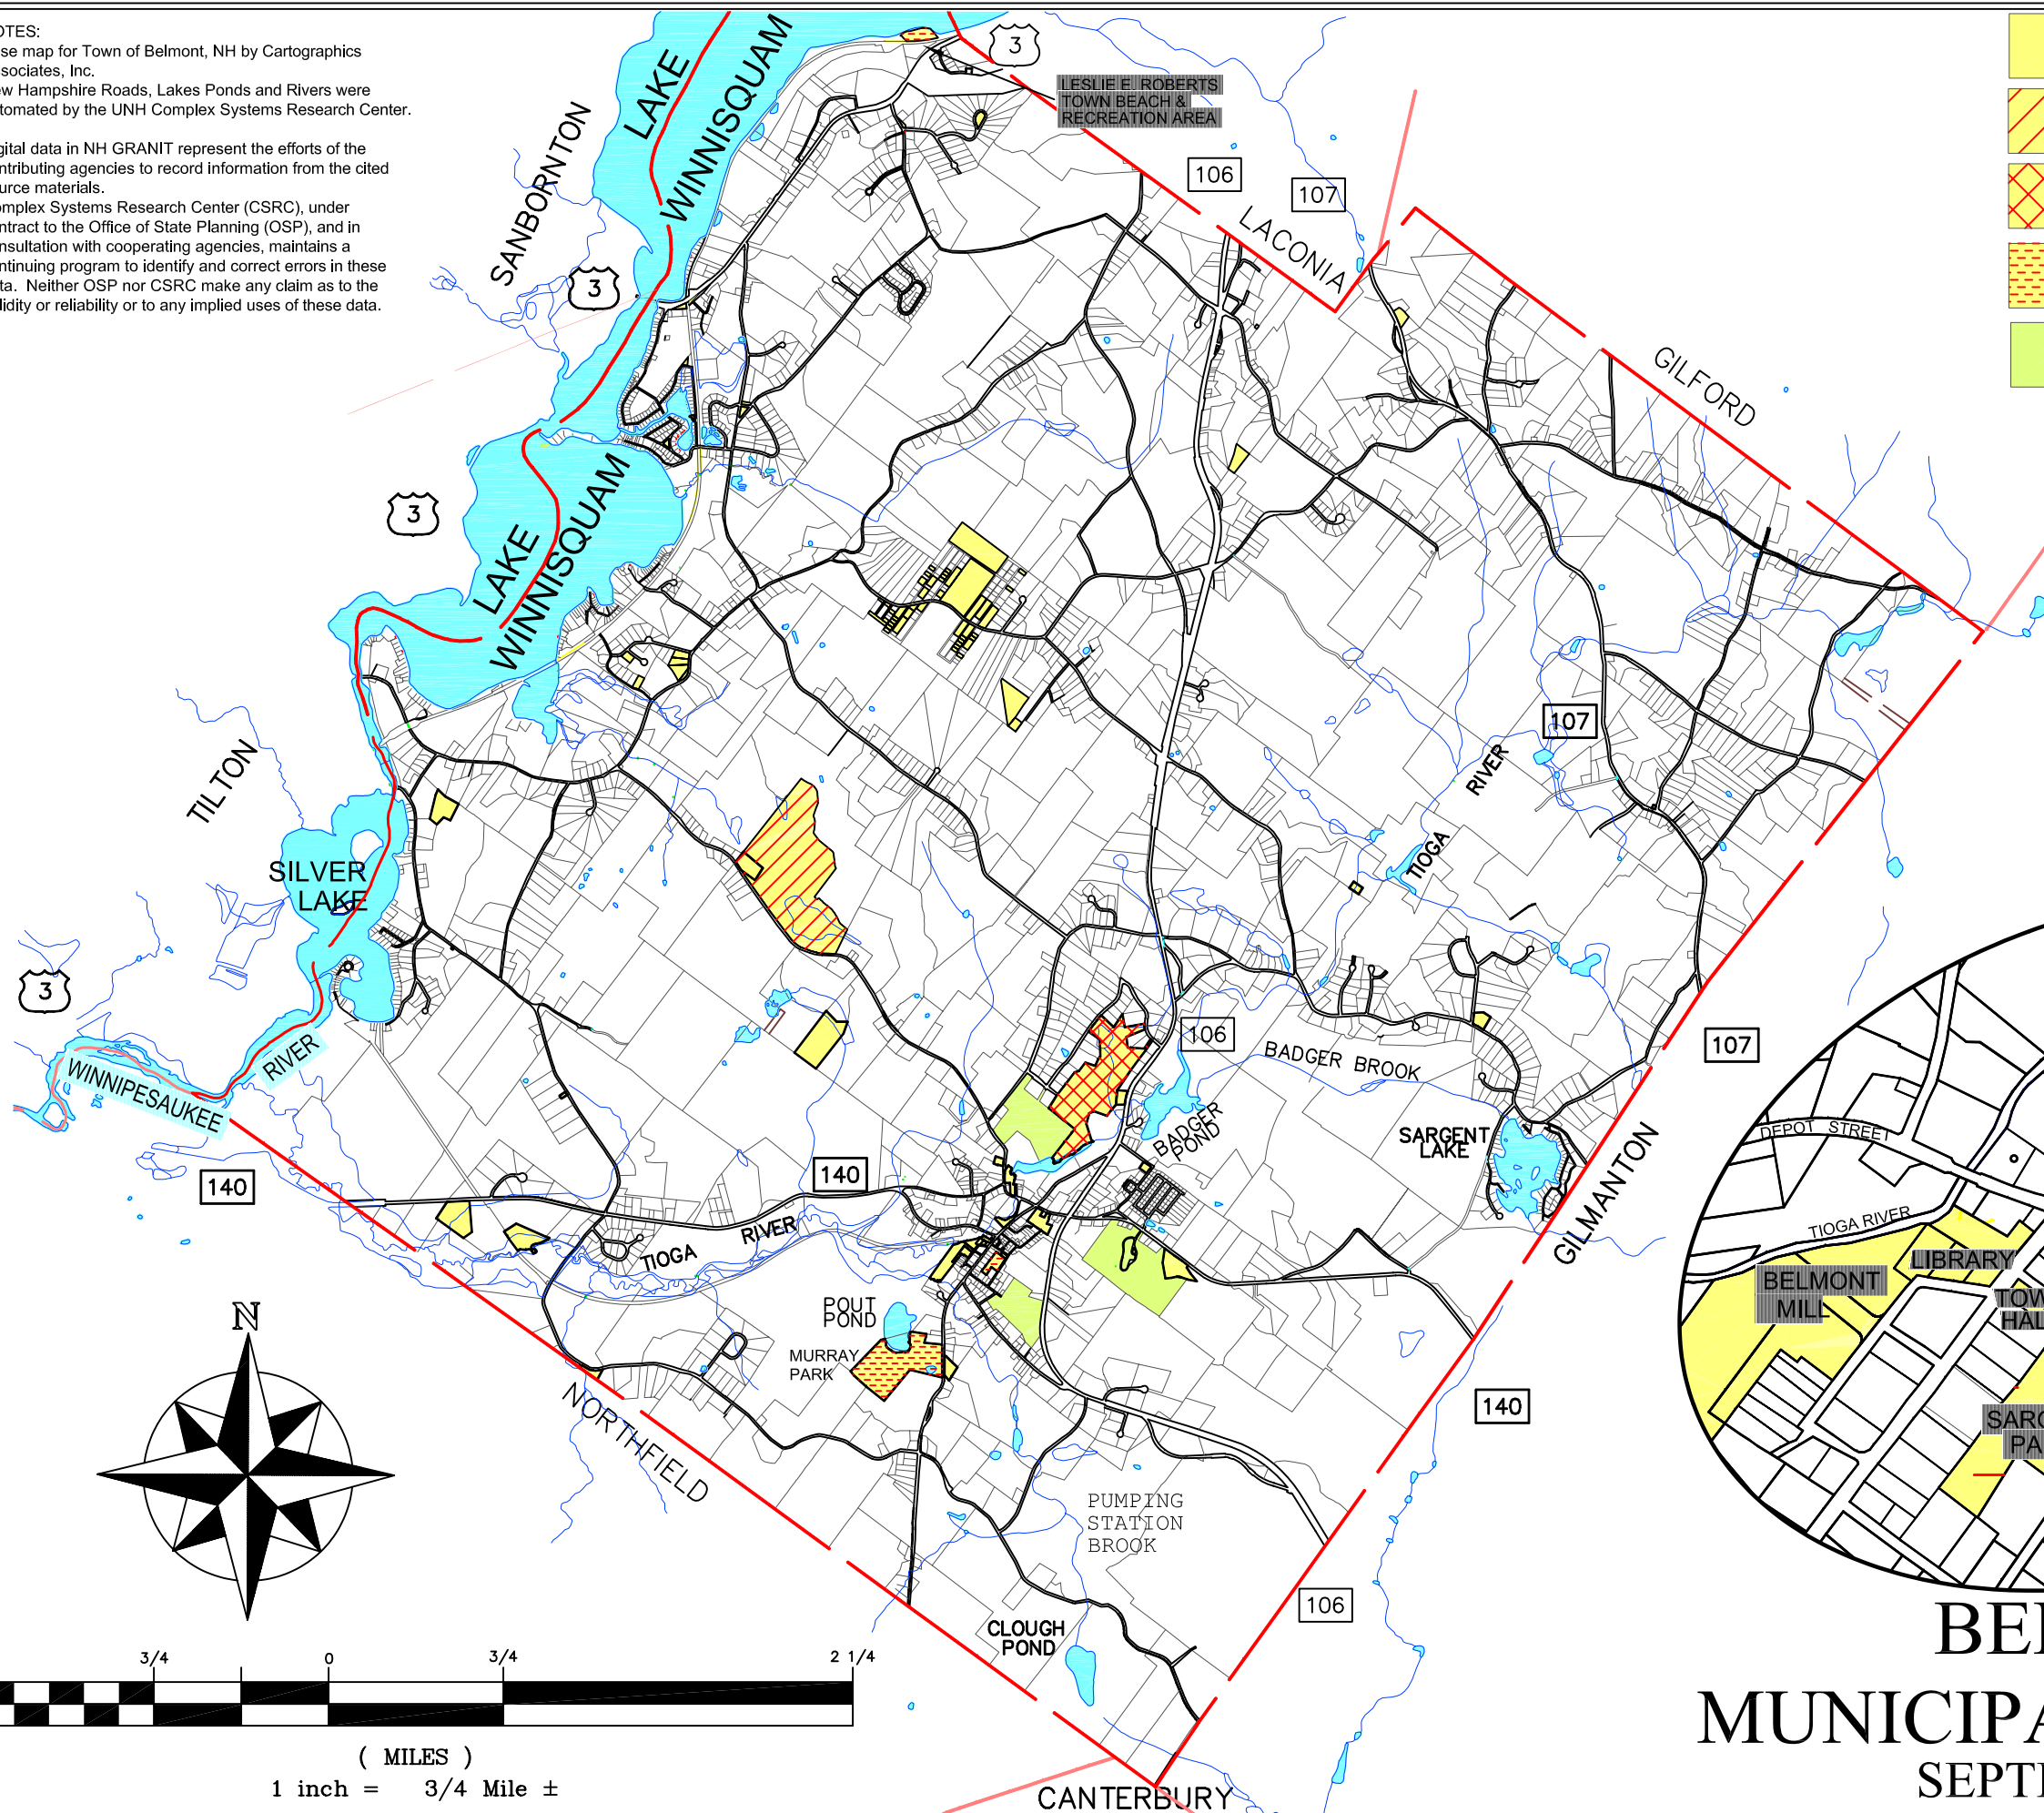 OTES:
se map for Town of Belmont, NH by Cartographics
sociates, Inc.
ew Hampshire Roads, Lakes Ponds and Rivers were
tomated by the UNH Complex Systems Research Center.
gital data in NH GRANIT represent the efforts of the
ntributing agencies to record information from the cited
urce materials.
omplex Systems Research Center (CSRC), under
ntract to the Office of State Planning (OSP), and in
nsultation with cooperating agencies, maintains a
ntinuing program to identify and correct errors in these
ta. Neither OSP nor CSRC make any claim as to the
lidity or reliability or to any implied uses of these data.
LAKE
WINNISQUAM
SANBORNTON
3
LESLIE E. ROBERTS
TOWN BEACH &
RECREATION AREA
106
107
LACONIA
3
GILFORD
3
LAKE
WINNISQUAM
107
RIVER
TIOGA
TILTON
SILVER
LAKE
3
WINNIPESAUKEE
RIVER
106
BADGER BROOK
107
BADGER
POND
SARGENT
LAKE
GILMANTON
140
140
TIOGA
RIVER
POUT
POND
MURRAY
PARK
NORTHFIELD
140
PUMPING
STATION
BROOK
106
CLOUGH
POND
CANTERBURY
N
DEPOT STREET
TIOGA RIVER
LIBRARY
BELMONT
MILL
TOW
HAL
SARG
PA
3/4
0
3/4
2 1/4
( MILES )
1 inch = 3/4 Mile ±
BEL
MUNICIPA
SEPTE